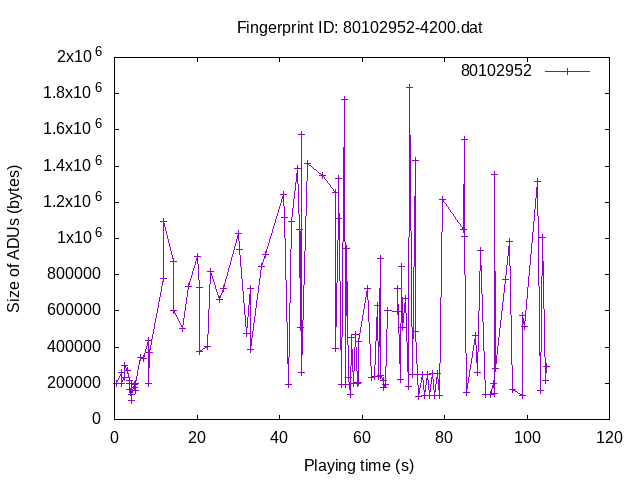 Fingerprint ID: 80102952-4200.dat
80102952
2x10^6
1.8x10^6
1.6x10^6
1.4x10^6
1.2x10^6
1x10^6
800000
600000
400000
200000
0
Size of ADUs (bytes)
0 20 40 60 80 100 120
Playing time (s)